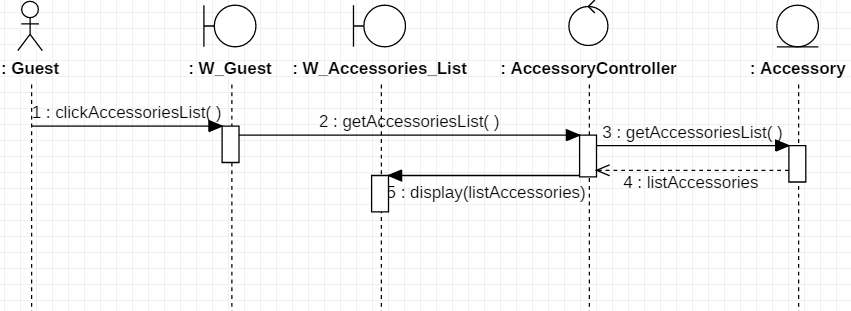 : Guest
: W_Guest
: W_Accessories_List
: AccessoryController
: Accessory
1 : clickAccessoriesList( )
2 : getAccessoriesList( )
3 : getAccessoriesList( )
4 : listAccessories
5 : display(listAccessories)